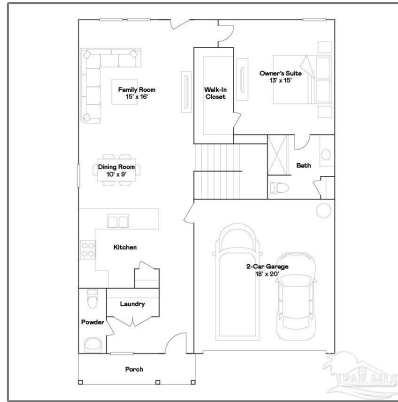 Family Room
15' x 16'
Walk-In
Closet
Owner's Suite
13' x 15'
Dining Room
10' x 9'
Bath
Kitchen
2-Car Garage
18' x 20'
Laundry
Powder
Porch